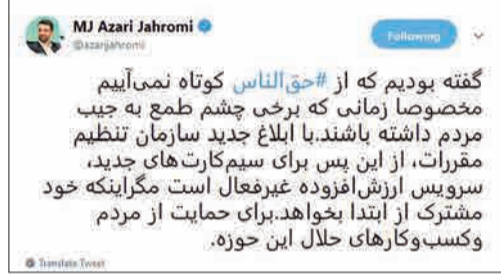 MJ Azari Jahromi
@azarijahromi
Following
گفته بودیم که از #حق‌الناس کوتاه نمی‌آییم
مخصوصا زمانی که برخی چشم طمع به جیب
مردم داشته باشند.با ابلاغ جدید سازمان تنظیم
مقررات، از این پس برای سیم‌کارت‌های جدید،
سرویس ارزش‌افزوده غیرفعال است مگراینکه خود
مشترک از ابتدا بخواهد.برای حمایت از مردم
وکسب‌وکارهای حلال این حوزه.
Translate Tweet